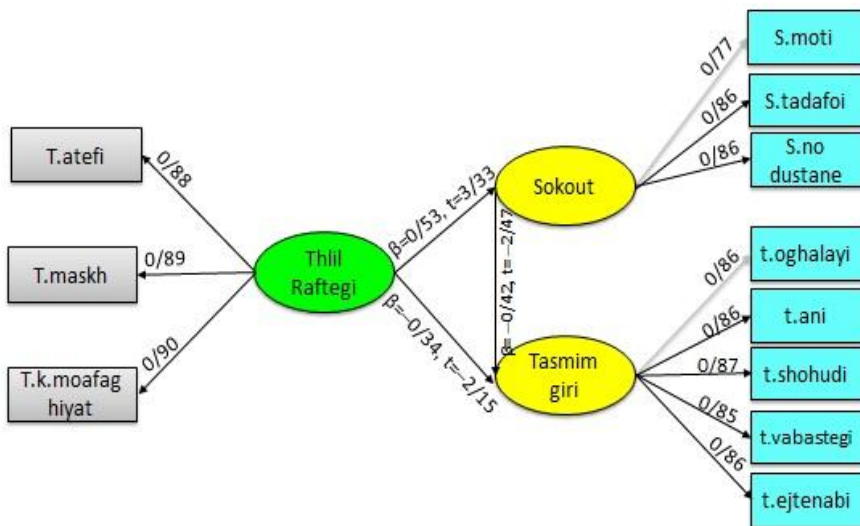 T.atefi
T.maskh
T.k.moafag
hiyat
0/88
0/89
0/90
Thlil
Raftegi
β=0/53, t=3/33
β=−0/34, t=−2/15
β=−0/42, t=−2/47
Sokout
Tasmim
giri
0/77
0/86
0/86
S.moti
S.tadafoi
S.no
dustane
0/86
0/86
0/87
0/85
0/86
t.oghalayi
t.ani
t.shohudi
t.vabastegi
t.ejtenabi